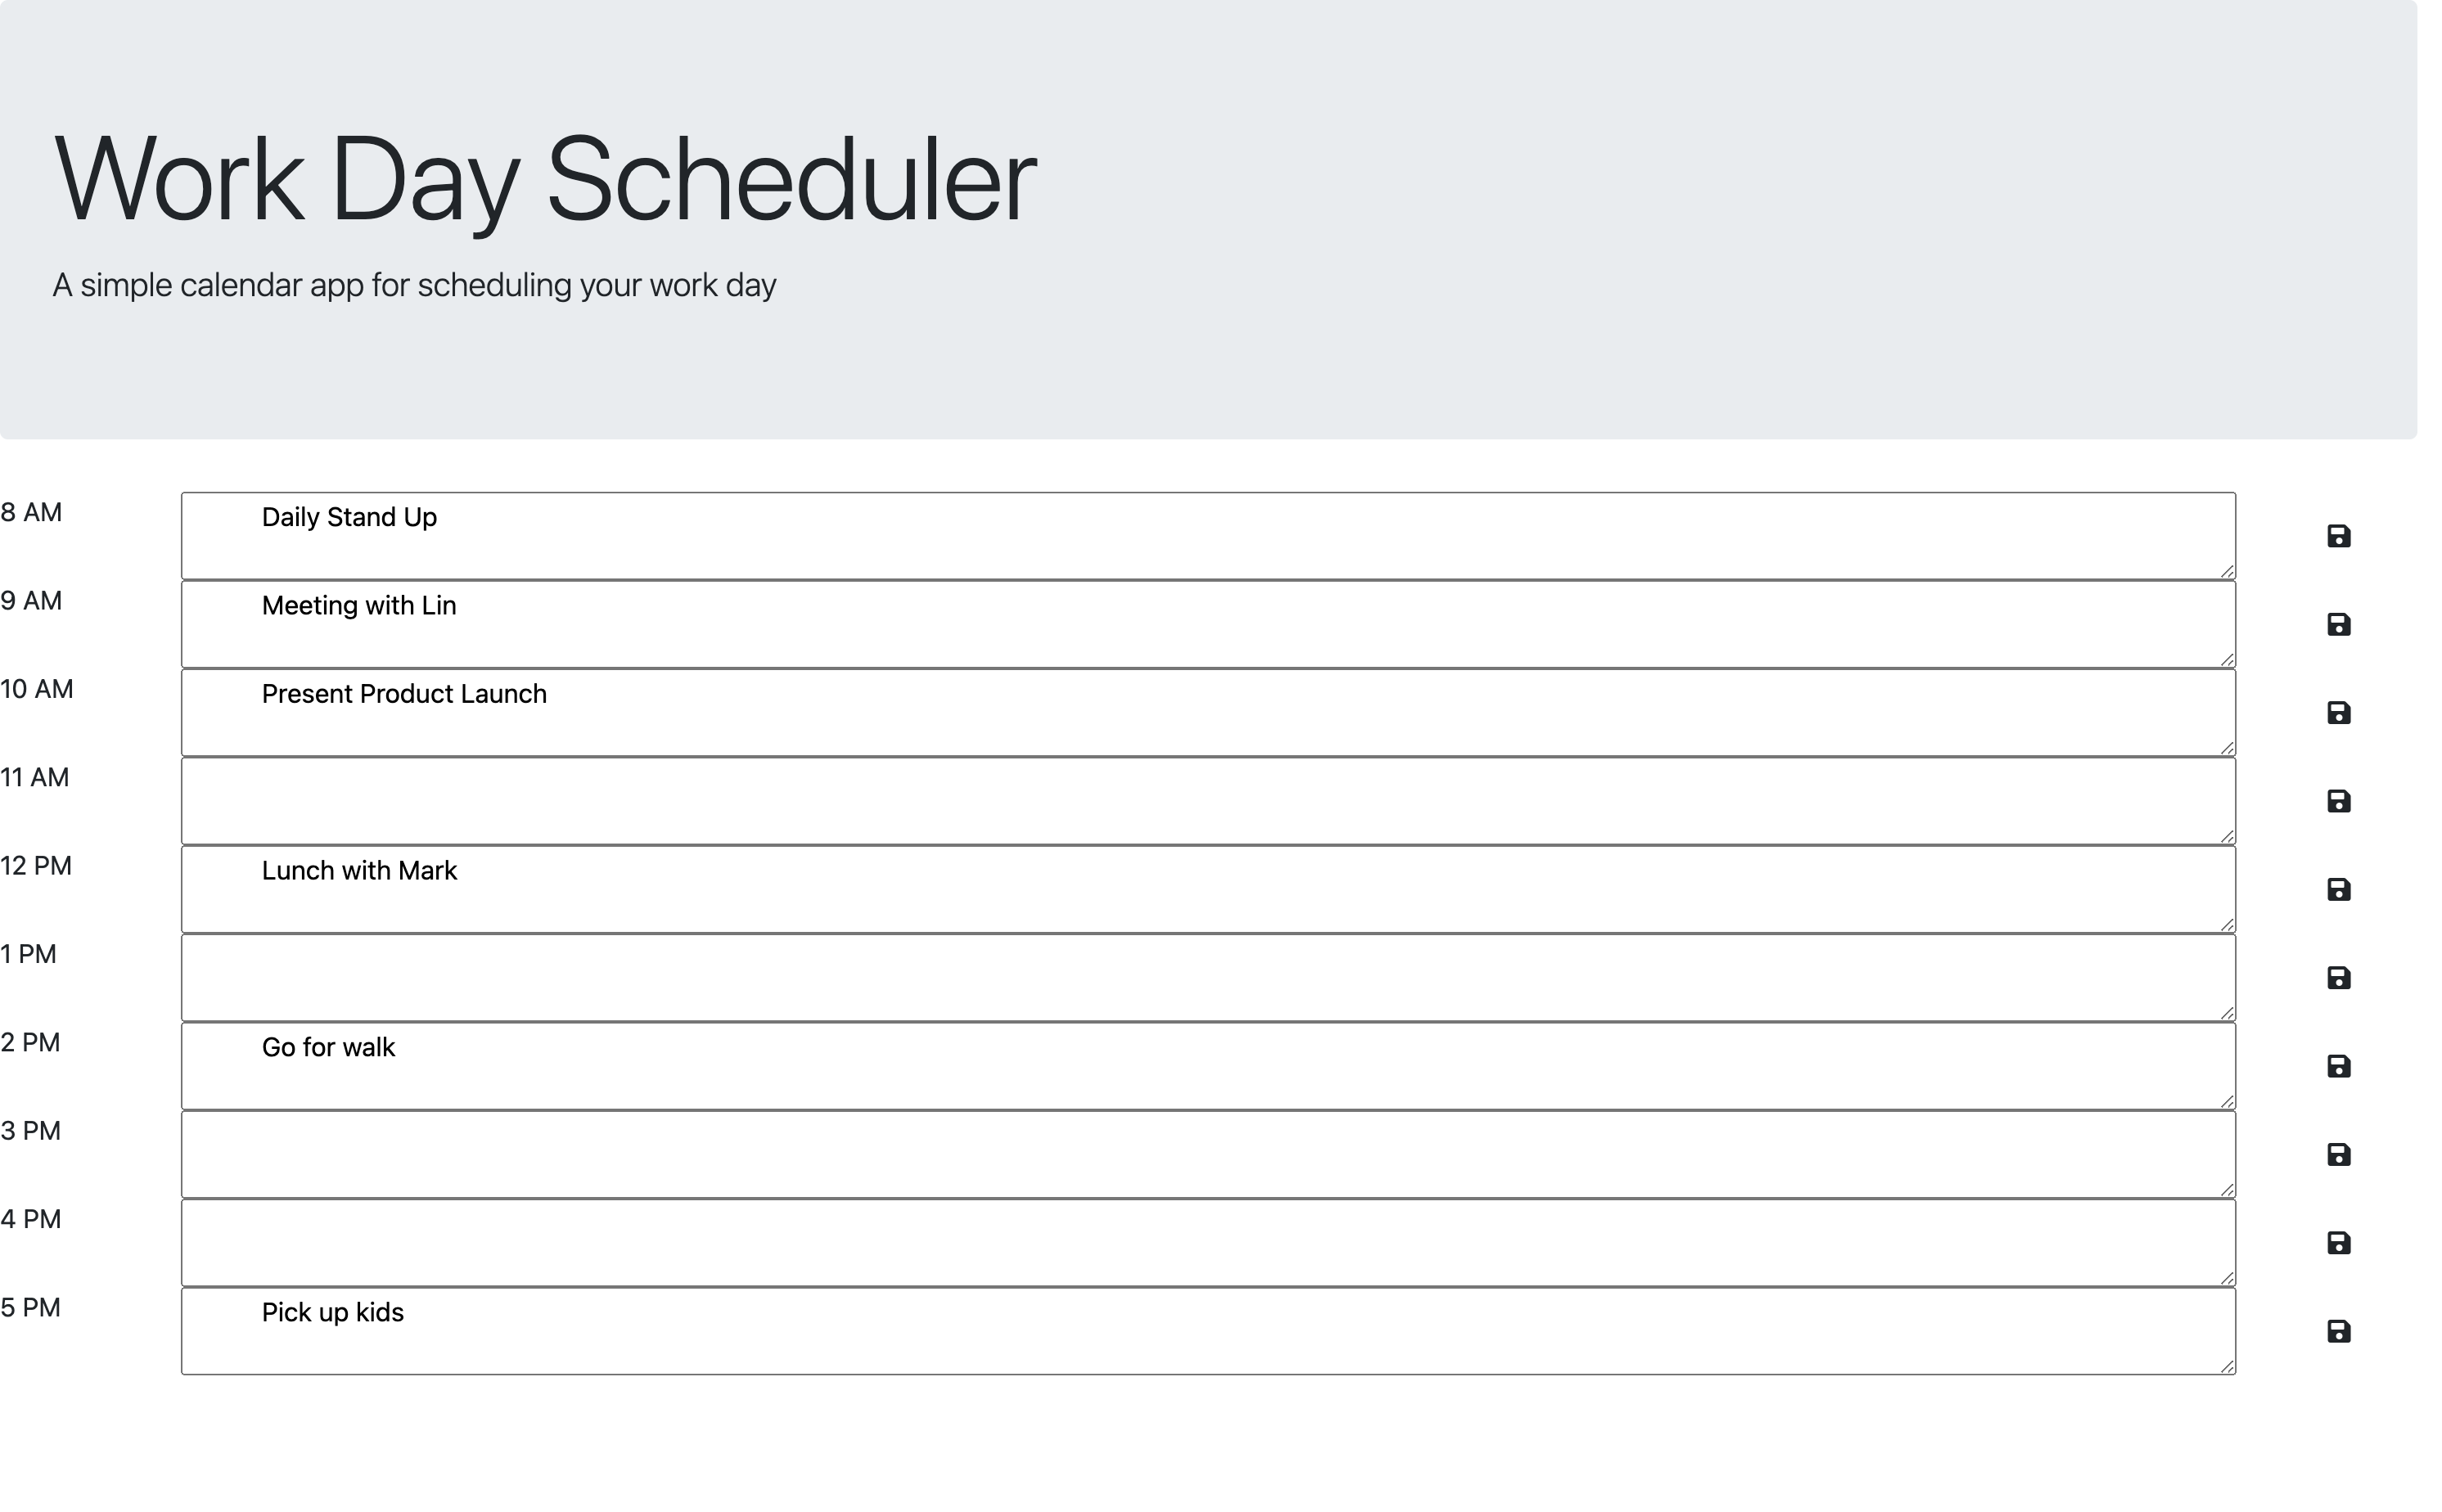 Work Day Scheduler
A simple calendar app for scheduling your work day
8 AM Daily Stand Up
9 AM Meeting with Lin
10 AM Present Product Launch
11 AM
12 PM Lunch with Mark
1 PM
2 PM Go for walk
3 PM
4 PM
5 PM Pick up kids